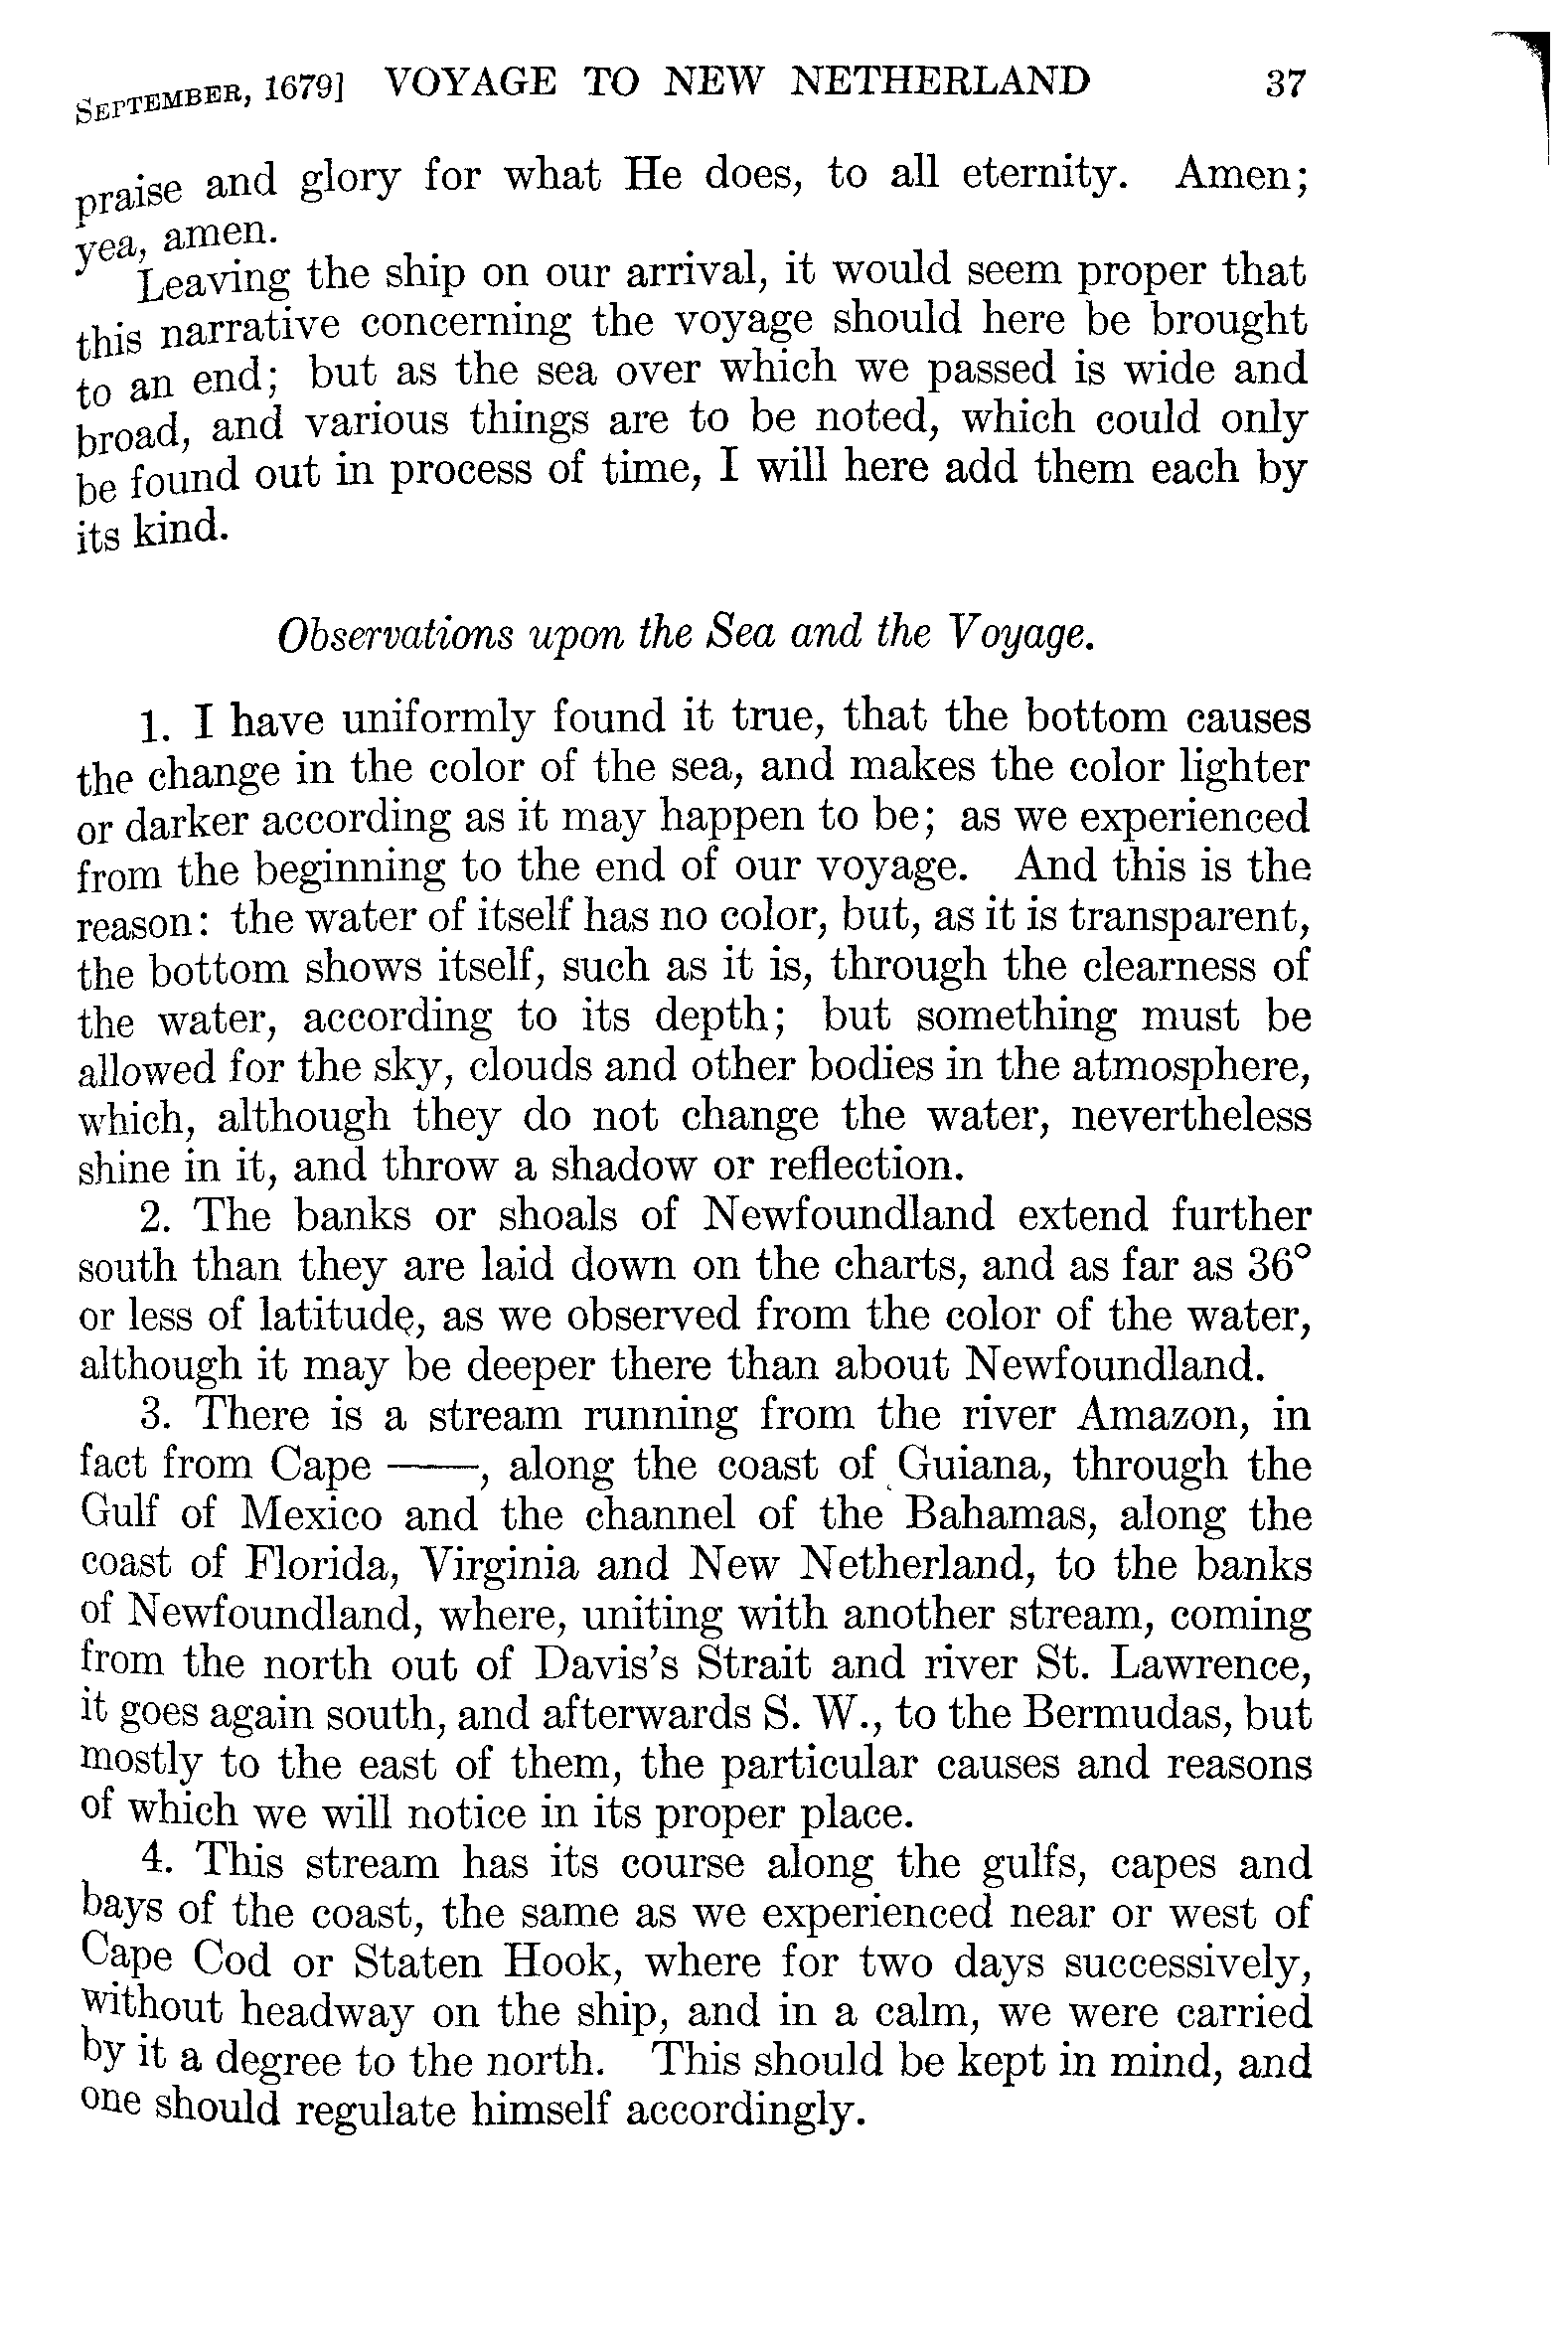 SEPTEMBER, 1679] VOYAGE TO NEW NETHERLAND 37
praise and glory for what He does, to all eternity. Amen;
yea, amen.
Leaving the ship on our arrival, it would seem proper that
this narrative concerning the voyage should here be brought
to an end; but as the sea over which we passed is wide and
broad, and various things are to be noted, which could only
be found out in process of time, I will here add them each by
its kind.
Observations upon the Sea and the Voyage.
1. I have uniformly found it true, that the bottom causes
the change in the color of the sea, and makes the color lighter
or darker according as it may happen to be; as we experienced
from the beginning to the end of our voyage. And this is the
reason: the water of itself has no color, but, as it is transparent,
the bottom shows itself, such as it is, through the clearness of
the water, according to its depth; but something must be
allowed for the sky, clouds and other bodies in the atmosphere,
which, although they do not change the water, nevertheless
shine in it, and throw a shadow or reflection.
2. The banks or shoals of Newfoundland extend further
south than they are laid down on the charts, and as far as 36°
or less of latitude, as we observed from the color of the water,
although it may be deeper there than about Newfoundland.
3. There is a stream running from the river Amazon, in
fact from Cape ——, along the coast of Guiana, through the
Gulf of Mexico and the channel of the Bahamas, along the
coast of Florida, Virginia and New Netherland, to the banks
of Newfoundland, where, uniting with another stream, coming
from the north out of Davis's Strait and river St. Lawrence,
it goes again south, and afterwards S. W., to the Bermudas, but
mostly to the east of them, the particular causes and reasons
of which we will notice in its proper place.
4. This stream has its course along the gulfs, capes and
bays of the coast, the same as we experienced near or west of
Cape Cod or Staten Hook, where for two days successively,
without headway on the ship, and in a calm, we were carried
by it a degree to the north. This should be kept in mind, and
one should regulate himself accordingly.